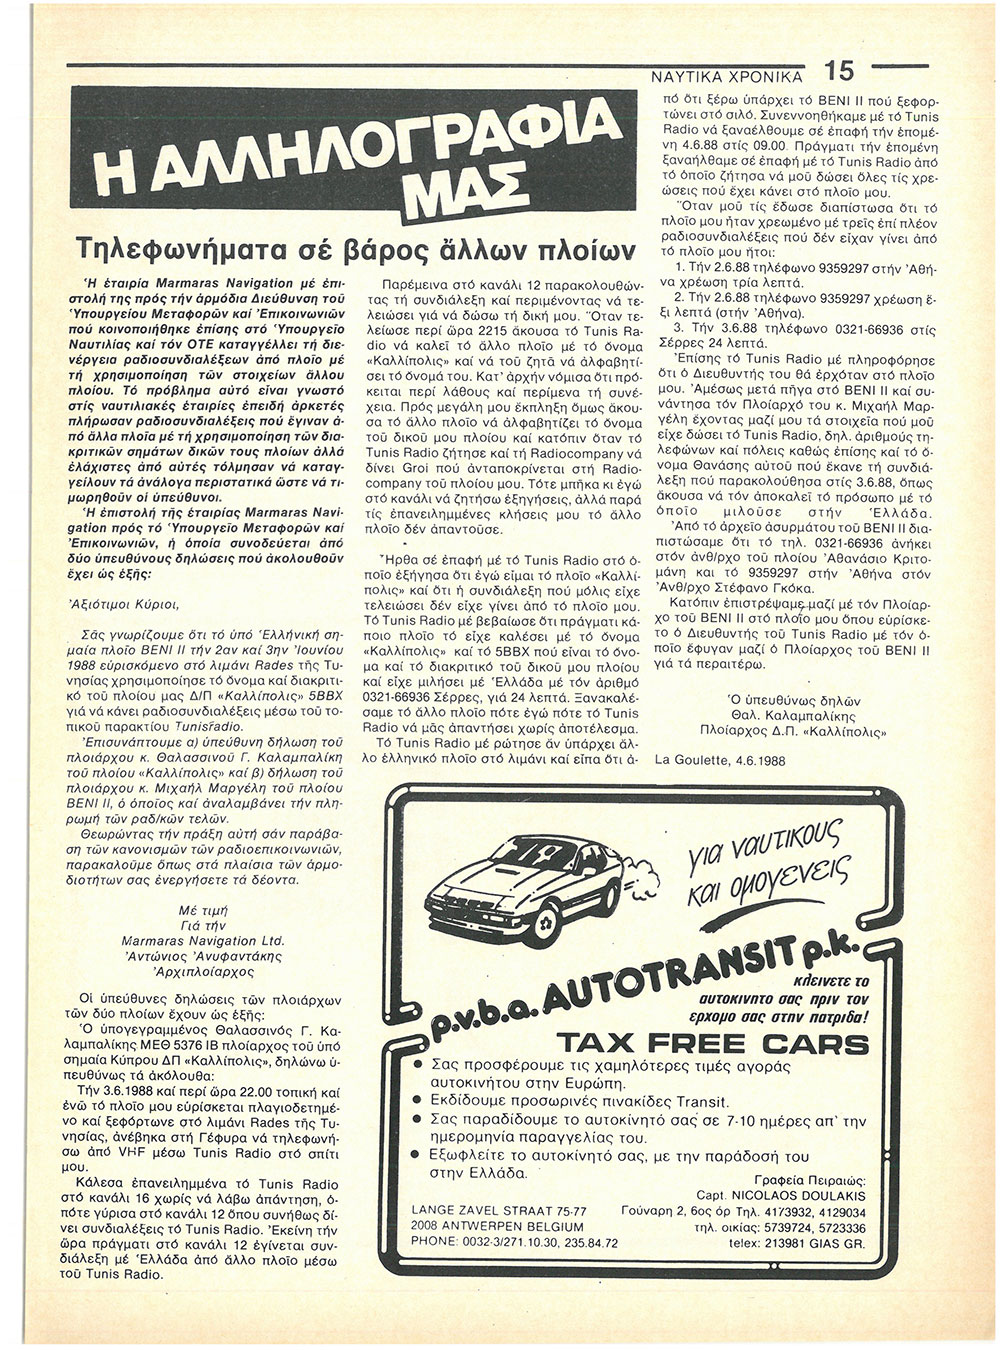 ΝΑΥΤΙΚΑ ΧΡΟΝΙΚΑ 15
Η ΑΛΛΗΛΟΓΡΑΦΙΑ
ΜΑΣ
Τηλεφωνήματα σέ βάρος ἄλλων πλοίων
Ἡ ἑταιρία Marmaras Navigation μέ ἐπι-
στολή της πρός τήν ἁρμόδια Διεύθυνση τοῦ
Ὑπουργείου Μεταφορῶν καί Ἐπικοινωνιῶν
πού κοινοποιήθηκε ἐπίσης στό Ὑπουργεῖο
Ναυτιλίας καί τόν ΟΤΕ καταγγέλλει τή διε-
νέργεια ραδιοσυνδιαλέξεων ἀπό πλοῖο μέ
τή χρησιμοποίηση τῶν στοιχείων ἄλλου
πλοίου. Τό πρόβλημα αὐτό εἶναι γνωστό
στίς ναυτιλιακές ἑταιρίες ἐπειδή ἀρκετές
πλήρωσαν ραδιοσυνδιαλέξεις πού ἔγιναν ἀ-
πό ἄλλα πλοῖα μέ τή χρησιμοποίηση τῶν δια-
κριτικῶν σημάτων δικῶν τους πλοίων ἀλλά
ἐλάχιστες ἀπό αὐτές τόλμησαν νά καταγ-
γείλουν τά ἀνάλογα περιστατικά ὥστε νά τι-
μωρηθοῦν οἱ ὑπεύθυνοι.
Ἡ ἐπιστολή τῆς ἑταιρίας Marmaras Navi-
gation πρός τό Ὑπουργεῖο Μεταφορῶν καί
Ἐπικοινωνιῶν, ἡ ὁποία συνοδεύεται ἀπό
δύο ὑπευθύνους δηλώσεις πού ἀκολουθοῦν
ἔχει ὡς ἑξῆς:
Ἀξιότιμοι Κύριοι,
Σᾶς γνωρίζουμε ὅτι τό ὑπό Ἑλληνική ση-
μαία πλοῖο BENI II τήν 2αν καί 3ην Ἰουνίου
1988 εὑρισκόμενο στό λιμάνι Rades τῆς Τυ-
νησίας χρησιμοποίησε τό ὄνομα καί διακριτι-
κό τοῦ πλοίου μας Δ/Π «Καλλίπολις» 5BBX
γιά νά κάνει ραδιοσυνδιαλέξεις μέσω τοῦ το-
πικοῦ παρακτίου Tunisradio.
Ἐπισυνάπτουμε α) ὑπεύθυνη δήλωση τοῦ
πλοιάρχου κ. Θαλασσινοῦ Γ. Καλαμπαλίκη
τοῦ πλοίου «Καλλίπολις» καί β) δήλωση τοῦ
πλοιάρχου κ. Μιχαήλ Μαργέλη τοῦ πλοίου
BENI II, ὁ ὁποῖος καί ἀναλαμβάνει τήν πλη-
ρωμή τῶν ραδ/κῶν τελῶν.
Θεωρώντας τήν πράξη αὐτή σάν παράβα-
ση τῶν κανονισμῶν τῶν ραδιοεπικοινωνιῶν,
παρακαλοῦμε ὅπως στά πλαίσια τῶν ἁρμο-
διοτήτων σας ἐνεργήσετε τά δέοντα.
Μέ τιμή
Γιά τήν
Marmaras Navigation Ltd.
Ἀντώνιος Ἀνυφαντάκης
Ἀρχιπλοίαρχος
Οἱ ὑπεύθυνες δηλώσεις τῶν πλοιάρχων
τῶν δύο πλοίων ἔχουν ὡς ἑξῆς:
Ὁ ὑπογεγραμμένος Θαλασσινός Γ. Κα-
λαμπαλίκης ΜΕΘ 5376 ΙΒ πλοίαρχος τοῦ ὑπό
σημαία Κύπρου ΔΠ «Καλλίπολις», δηλώνω ὑ-
πευθύνως τά ἀκόλουθα:
Τήν 3.6.1988 καί περί ὥρα 22.00 τοπική καί
ἐνῶ τό πλοῖο μου εὑρίσκεται πλαγιοδετημέ-
νο καί ξεφόρτωνε στό λιμάνι Rades τῆς Τυ-
νησίας, ἀνέβηκα στή Γέφυρα νά τηλεφωνή-
σω ἀπό VHF μέσω Tunis Radio στό σπίτι
μου.
Κάλεσα ἐπανειλημμένα τό Tunis Radio
στό κανάλι 16 χωρίς νά λάβω ἀπάντηση, ὁ-
πότε γύρισα στό κανάλι 12 ὅπου συνήθως δί-
νει συνδιαλέξεις τό Tunis Radio. Ἐκείνη τήν
ὥρα πράγματι στό κανάλι 12 ἐγίνετο συν-
διάλεξη μέ Ἑλλάδα ἀπό ἄλλο πλοῖο μέσω
τοῦ Tunis Radio.
Παρέμεινα στό κανάλι 12 παρακολουθών-
τας τή συνδιάλεξη καί περιμένοντας νά τε-
λειώσει γιά νά δώσω τή δική μου. Ὅταν τε-
λείωσε περί ὥρα 2215 ἄκουσα τό Tunis Ra-
dio νά καλεῖ τό ἄλλο πλοῖο μέ τό ὄνομα
«Καλλίπολις» καί νά τοῦ ζητᾶ νά ἀλφαβητί-
σει τό ὄνομά του. Κατ' ἀρχήν νόμισα ὅτι πρό-
κειται περί λάθους καί περίμενα τή συνέ-
χεια. Πρός μεγάλη μου ἔκπληξη ὅμως ἄκου-
σα τό ἄλλο πλοῖο νά ἀλφαβητίζει τό ὄνομα
τοῦ δικοῦ μου πλοίου καί κατόπιν ὅταν τό
Tunis Radio ζήτησε καί τή Radiocompany νά
δίνει Groi πού ἀνταποκρίνεται στή Radio-
company τοῦ πλοίου μου. Τότε μπῆκα κι ἐγώ
στό κανάλι νά ζητήσω ἐξηγήσεις, ἀλλά παρά
τίς ἐπανειλημμένες κλήσεις μου τό ἄλλο
πλοῖο δέν ἀπαντοῦσε.
Ἦρθα σέ ἐπαφή μέ τό Tunis Radio στό ὁ-
ποῖο ἐξήγησα ὅτι ἐγώ εἶμαι τό πλοῖο «Καλλί-
πολις» καί ὅτι ἡ συνδιάλεξη πού μόλις εἶχε
τελειώσει δέν εἶχε γίνει ἀπό τό πλοῖο μου.
Τό Tunis Radio μέ βεβαίωσε ὅτι πράγματι κά-
ποιο πλοῖο τό εἶχε καλέσει μέ τό ὄνομα
«Καλλίπολις» καί τό 5BBX πού εἶναι τό ὄνο-
μα καί τό διακριτικό τοῦ δικοῦ μου πλοίου
καί εἶχε μιλήσει μέ Ἑλλάδα μέ τόν ἀριθμό
0321-66936 Σέρρες, γιά 24 λεπτά. Ξανακαλέ-
σαμε τό ἄλλο πλοῖο πότε ἐγώ πότε τό Tunis
Radio νά μᾶς ἀπαντήσει χωρίς ἀποτέλεσμα.
Τό Tunis Radio μέ ρώτησε ἄν ὑπάρχει ἄλ-
λο ἑλληνικό πλοῖο στό λιμάνι καί εἶπα ὅτι ἀ-
πό ὅτι ξέρω ὑπάρχει τό BENI II πού ξεφορ-
τώνει στό σιλό. Συνεννοηθήκαμε μέ τό Tunis
Radio νά ξαναέλθουμε σέ ἐπαφή τήν ἑπομέ-
νη 4.6.88 στίς 09.00. Πράγματι τήν ἑπομένη
ξαναήλθαμε σέ ἐπαφή μέ τό Tunis Radio ἀπό
τό ὁποῖο ζήτησα νά μοῦ δώσει ὅλες τίς χρε-
ώσεις πού ἔχει κάνει στό πλοῖο μου.
Ὅταν μοῦ τίς ἔδωσε διαπίστωσα ὅτι τό
πλοῖο μου ἦταν χρεωμένο μέ τρεῖς ἐπί πλέον
ραδιοσυνδιαλέξεις πού δέν εἶχαν γίνει ἀπό
τό πλοῖο μου ἤτοι:
1. Τήν 2.6.88 τηλέφωνο 9359297 στήν Ἀθή-
να χρέωση τρία λεπτά.
2. Τήν 2.6.88 τηλέφωνο 9359297 χρέωση ἕ-
ξι λεπτά (στήν Ἀθήνα).
3. Τήν 3.6.88 τηλέφωνο 0321-66936 στίς
Σέρρες 24 λεπτά.
Ἐπίσης τό Tunis Radio μέ πληροφόρησε
ὅτι ὁ Διευθυντής του θά ἐρχόταν στό πλοῖο
μου. Ἀμέσως μετά πῆγα στό BENI II καί συ-
νάντησα τόν Πλοίαρχό του κ. Μιχαήλ Μαρ-
γέλη ἔχοντας μαζί μου τά στοιχεῖα πού μοῦ
εἶχε δώσει τό Tunis Radio, δηλ. ἀριθμούς τη-
λεφώνων καί πόλεις καθώς ἐπίσης καί τό ὄ-
νομα Θανάσης αὐτοῦ πού ἔκανε τή συνδιά-
λεξη πού παρακολούθησα στίς 3.6.88, ὅπως
ἄκουσα νά τόν ἀποκαλεῖ τό πρόσωπο μέ τό
ὁποῖο μιλοῦσε στήν Ἑλλάδα.
Ἀπό τό ἀρχεῖο ἀσυρμάτου τοῦ BENI II δια-
πιστώσαμε ὅτι τό τηλ. 0321-66936 ἀνήκει
στόν ἀνθ/ρχο τοῦ πλοίου Ἀθανάσιο Κριτο-
μάνη και τό 9359297 στήν Ἀθήνα στόν
Ἀνθ/ρχο Στέφανο Γκόκα.
Κατόπιν ἐπιστρέψαμε μαζί μέ τόν Πλοίαρ-
χο τοῦ BENI II στό πλοῖο μου ὅπου εὑρίσκε-
το ὁ Διευθυντής τοῦ Tunis Radio μέ τόν ὁ-
ποῖο ἔφυγαν μαζί ὁ Πλοίαρχος τοῦ BENI II
γιά τά περαιτέρω.
Ὁ ὑπευθύνως δηλῶν
Θαλ. Καλαμπαλίκης
Πλοίαρχος Δ.Π. «Καλλίπολις»
La Goulette, 4.6.1988
για ναυτικους
και ομογενεις
p.v.b.a. AUTOTRANSIT p.k.
κλεινετε το
αυτοκινητο σας πριν τον
ερχομο σας στην πατριδα!
TAX FREE CARS
● Σας προσφέρουμε τις χαμηλότερες τιμές αγοράς
αυτοκινήτου στην Ευρώπη.
● Εκδίδουμε προσωρινές πινακίδες Transit.
● Σας παραδίδουμε το αυτοκίνητό σας σε 7-10 ημέρες απ' την
ημερομηνία παραγγελίας του.
● Εξωφλείτε το αυτοκίνητό σας, με την παράδοσή του
στην Ελλάδα.
LANGE ZAVEL STRAAT 75-77
2008 ANTWERPEN BELGIUM
PHONE: 0032-3/271.10.30, 235.84.72
Γραφεία Πειραιώς:
Capt. NICOLAOS DOULAKIS
Γούναρη 2, 6ος όρ Τηλ. 4173932, 4129034
τηλ. οικίας: 5739724, 5723336
telex: 213981 GIAS GR.